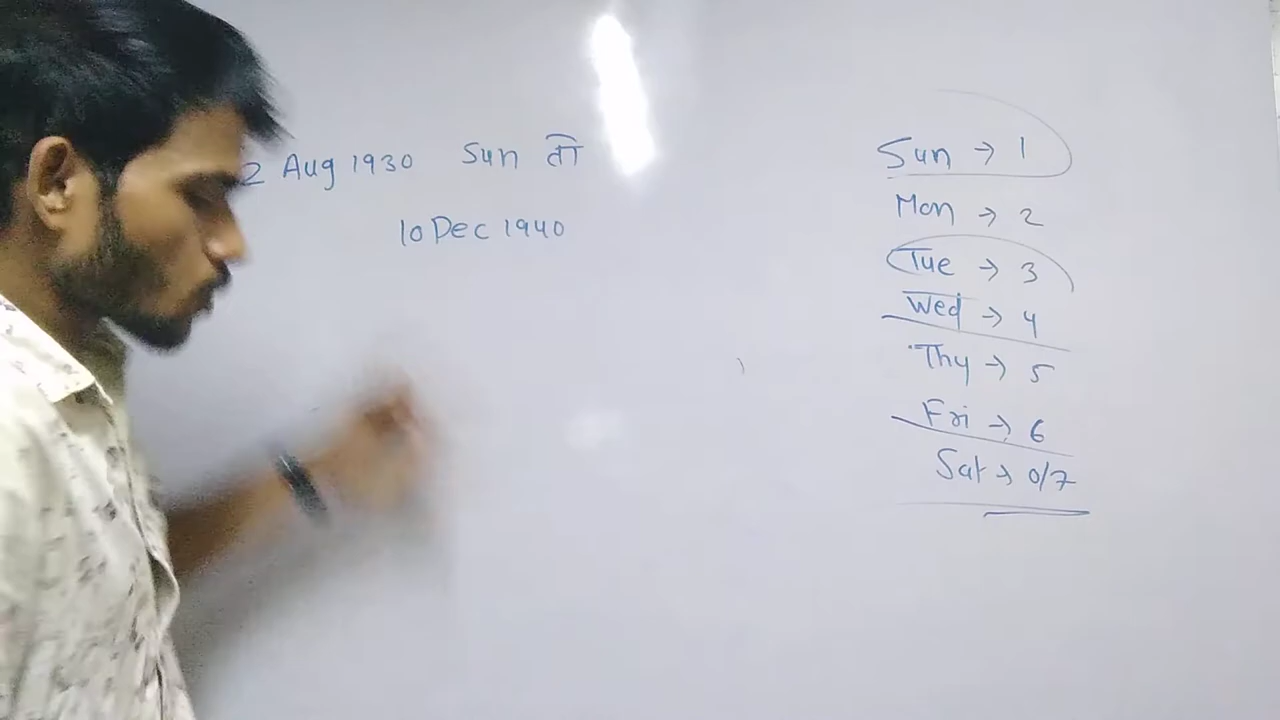 2 Aug 1930 Sun तो
10 Dec 1940
Sun → 1
Mon → 2
Tue → 3
Wed → 4
Thy → 5
Fri → 6
Sat → 0/7